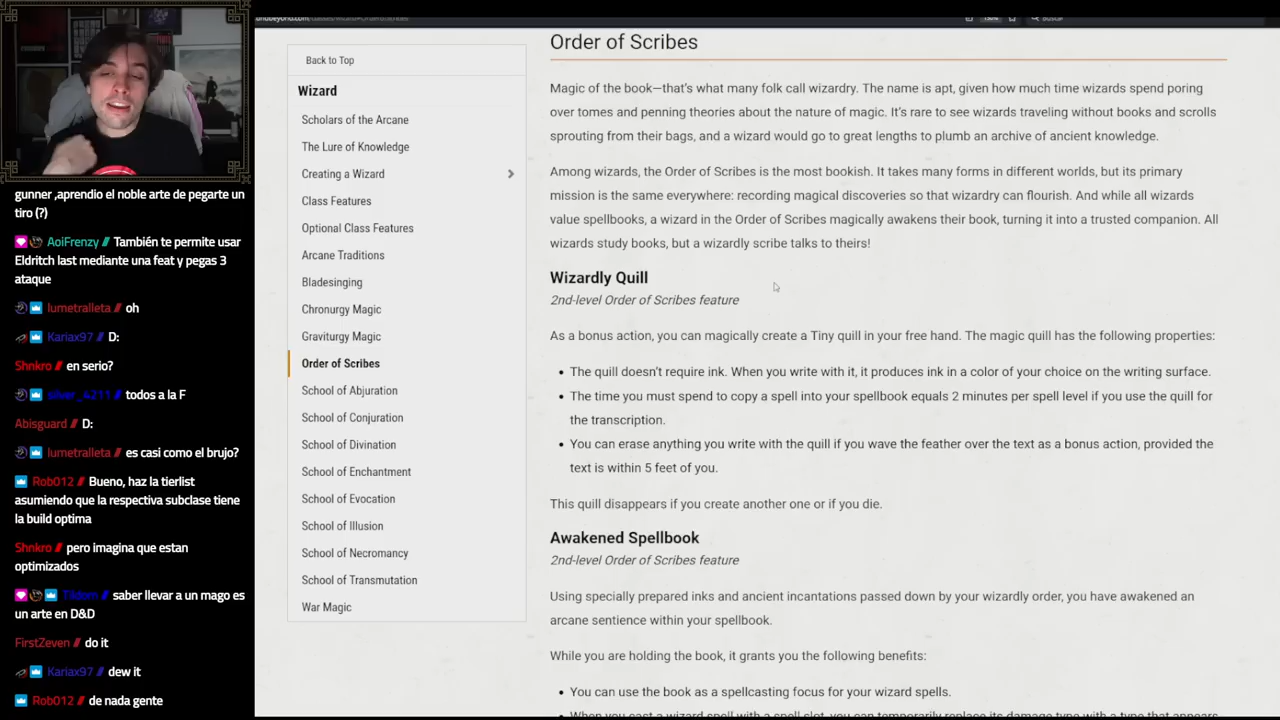 Order of Scribes
Back to Top
Wizard
Scholars of the Arcane
The Lure of Knowledge
Creating a Wizard
Class Features
Optional Class Features
Arcane Traditions
Bladesinging
Chronurgy Magic
Graviturgy Magic
Order of Scribes
School of Abjuration
School of Conjuration
School of Divination
School of Enchantment
School of Evocation
School of Illusion
School of Necromancy
School of Transmutation
War Magic
Magic of the book—that's what many folk call wizardry. The name is apt, given how much time wizards spend poring
over tomes and penning theories about the nature of magic. It's rare to see wizards traveling without books and scrolls
sprouting from their bags, and a wizard would go to great lengths to plumb an archive of ancient knowledge.
Among wizards, the Order of Scribes is the most bookish. It takes many forms in different worlds, but its primary
mission is the same everywhere: recording magical discoveries so that wizardry can flourish. And while all wizards
value spellbooks, a wizard in the Order of Scribes magically awakens their book, turning it into a trusted companion. All
wizards study books, but a wizardly scribe talks to theirs!
Wizardly Quill
2nd-level Order of Scribes feature
As a bonus action, you can magically create a Tiny quill in your free hand. The magic quill has the following properties:
• The quill doesn't require ink. When you write with it, it produces ink in a color of your choice on the writing surface.
• The time you must spend to copy a spell into your spellbook equals 2 minutes per spell level if you use the quill for
the transcription.
• You can erase anything you write with the quill if you wave the feather over the text as a bonus action, provided the
text is within 5 feet of you.
This quill disappears if you create another one or if you die.
Awakened Spellbook
2nd-level Order of Scribes feature
Using specially prepared inks and ancient incantations passed down by your wizardly order, you have awakened an
arcane sentience within your spellbook.
While you are holding the book, it grants you the following benefits:
• You can use the book as a spellcasting focus for your wizard spells.
• When you cast a wizard spell with a spell slot, you can temporarily replace its damage type with a type that appears
gunner ,aprendio el noble arte de pegarte un
tiro (?)
AoiFrenzy // También te permite usar
Eldritch last mediante una feat y pegas 3
ataque
lumetralleta // oh
Kariax97 // D:
Shnkro // en serio?
silver_4211 // todos a la F
Abisguard // D:
lumetralleta // es casi como el brujo?
Rob012 // Bueno, haz la tierlist
asumiendo que la respectiva subclase tiene
la build optima
Shnkro // pero imagina que estan
optimizados
Tildorn // saber llevar a un mago es
un arte en D&D
FirstZeven // do it
Kariax97 // dew it
Rob012 // de nada gente